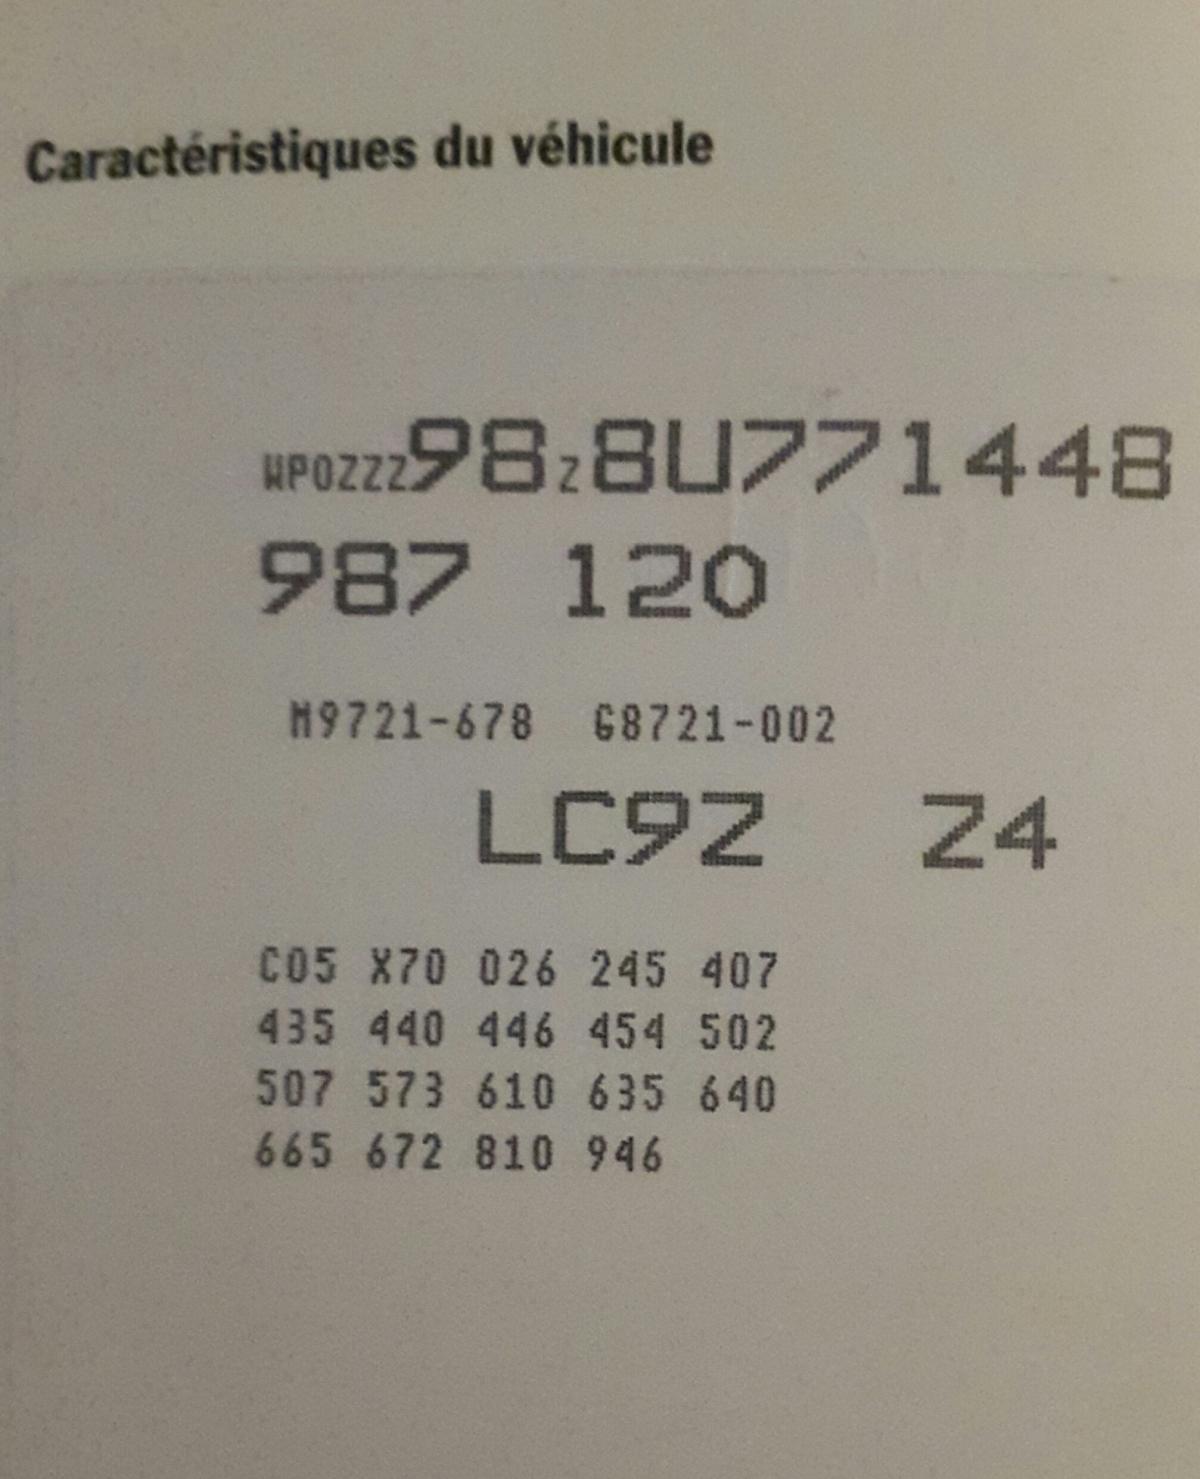 Caractéristiques du véhicule
WP0ZZZ98Z8U771448
987 120
M9721-678 G8721-002
LC9Z Z4
C05 X70 026 245 407
435 440 446 454 502
507 573 610 635 640
665 672 810 946